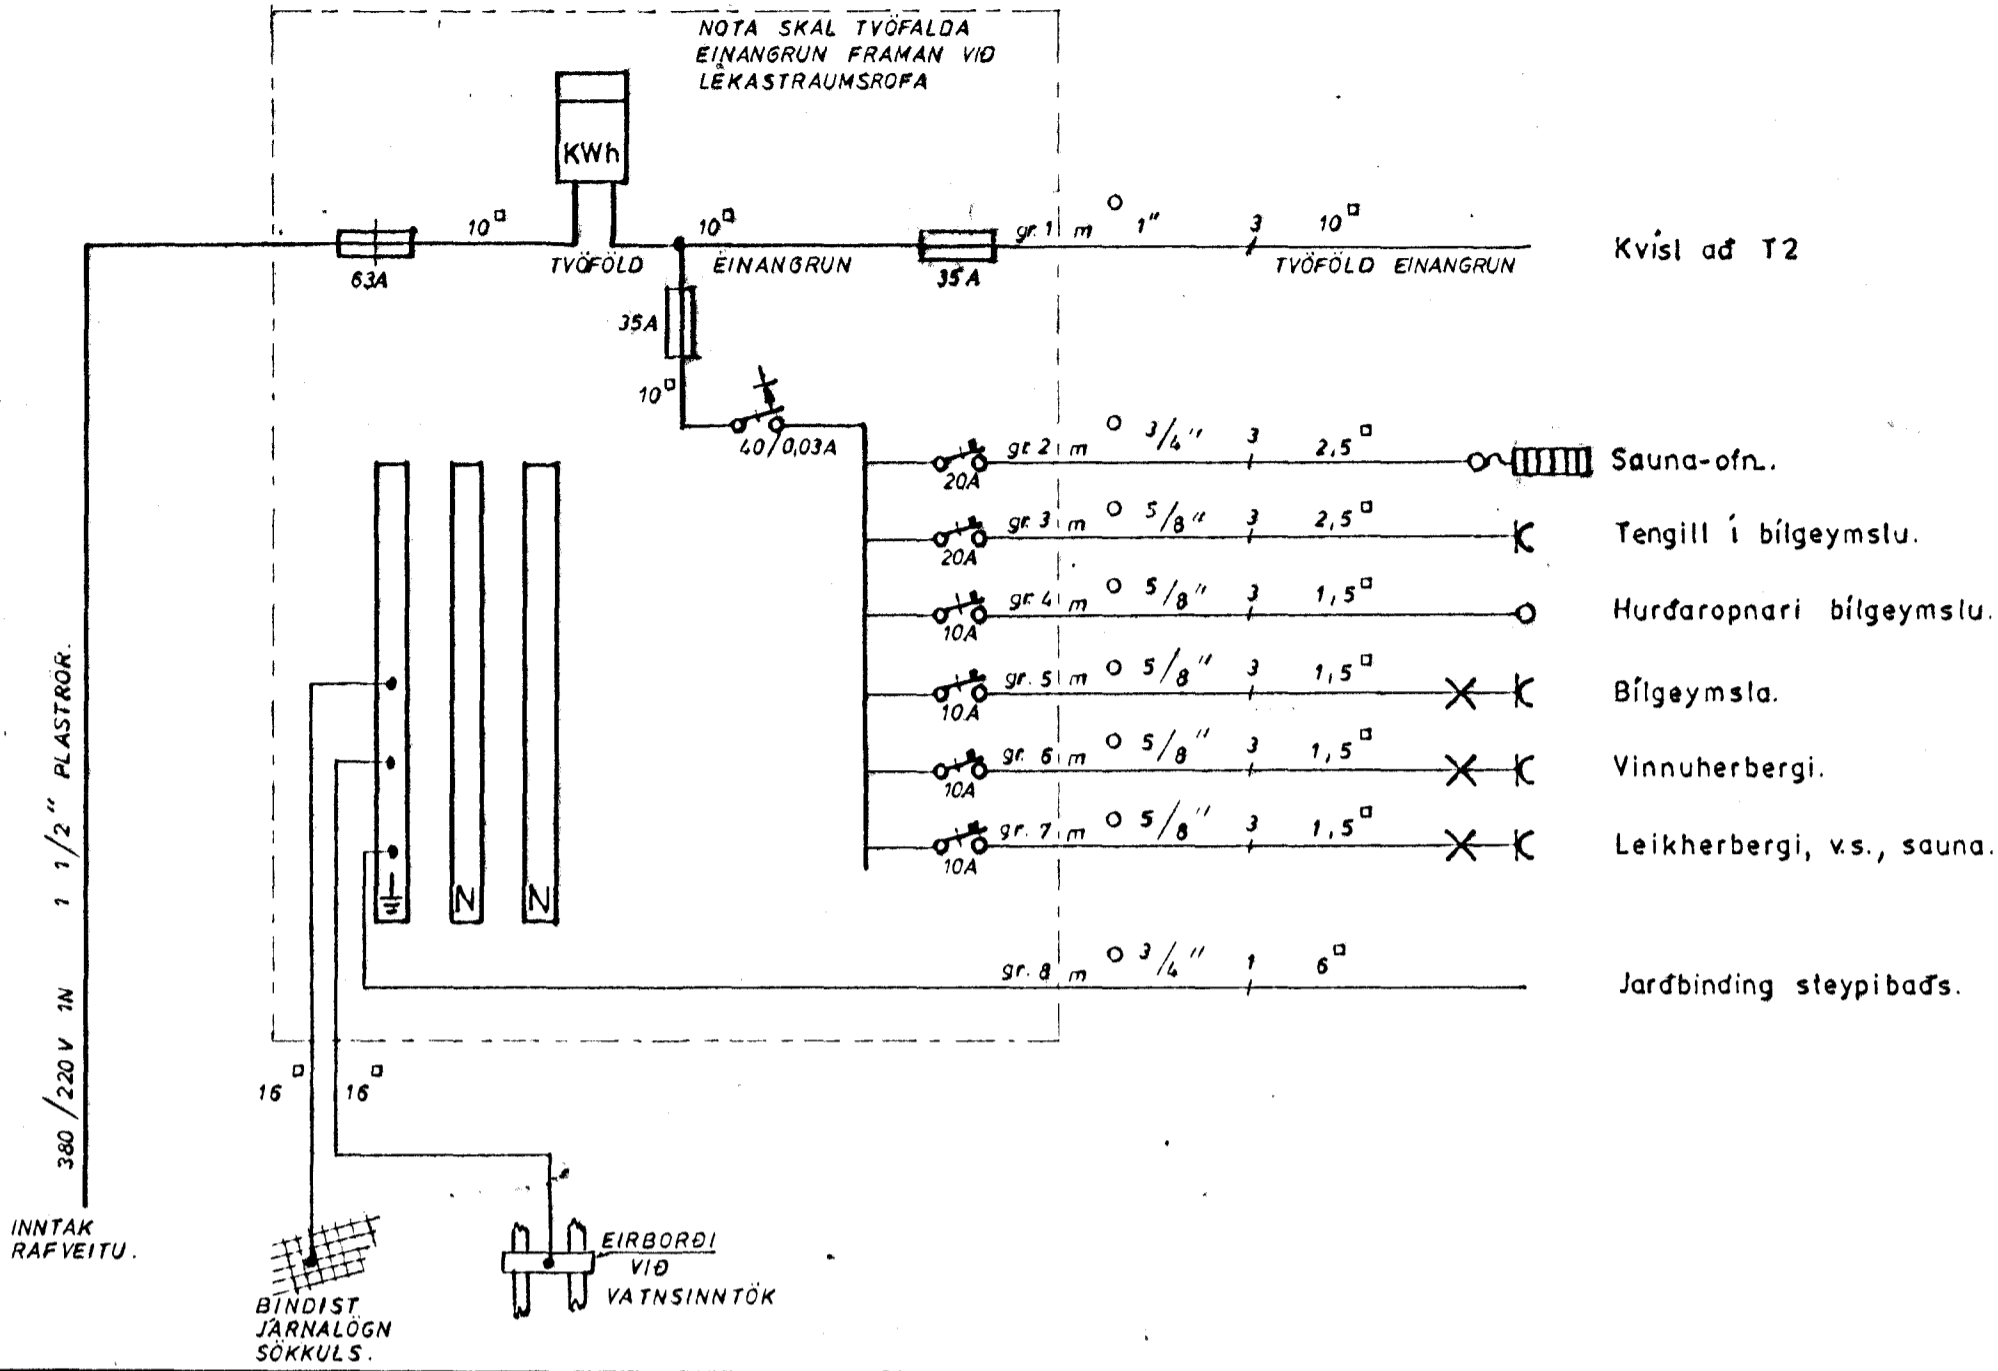 NOTA SKAL TVÖFALDA
EINANGRUN FRAMAN VIÐ
LEKASTRAUMSROFA
KWh
63A
10□
TVÖFÖLD EINANGRUN
10□
35A
gr. 1 m ○ 1" 3 10□
TVÖFÖLD EINANGRUN
Kvísl að T2
35A
10□
40/0,03A
20A
gr. 2 m ○ 3/4" 3 2,5□
Sauna-ofn.
20A
gr. 3 m ○ 5/8" 3 2,5□
Tengill í bílgeymslu.
10A
gr. 4 m ○ 5/8" 3 1,5□
Hurðaropnari bílgeymslu.
10A
gr. 5 m ○ 5/8" 3 1,5□
Bílgeymsla.
10A
gr. 6 m ○ 5/8" 3 1,5□
Vinnuherbergi.
10A
gr. 7 m ○ 5/8" 3 1,5□
Leikherbergi, v.s., sauna.
N
N
gr. 8 m ○ 3/4" 1 6□
Jarðbinding steypibaðs.
380/220V 1N 1 1/2" PLASTRÖR.
16□
16□
INNTAK
RAFVEITU.
BINDIST
JÁRNALÖGN
SÖKKULS.
EIRBORÐI
VIÐ
VATNSINNTÖK